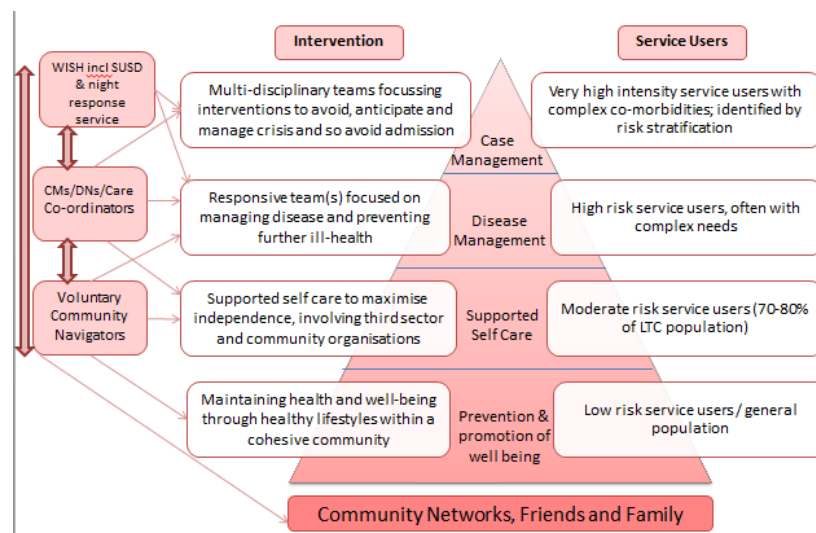 Intervention
Service Users
WISH incl SUSD
& night
response
service
Multi-disciplinary teams focussing
interventions to avoid, anticipate and
manage crisis and so avoid admission
Case
Management
Very high intensity service users with
complex co-morbidities; identified by
risk stratification
CMs/DNs/Care
Co-ordinators
Responsive team(s) focused on
managing disease and preventing
further ill-health
Disease
Management
High risk service users, often with
complex needs
Voluntary
Community
Navigators
Supported self care to maximise
independence, involving third sector
and community organisations
Supported
Self Care
Moderate risk service users (70-80%
of LTC population)
Maintaining health and well-being
through healthy lifestyles within a
cohesive community
Prevention &
promotion of
well being
Low risk service users / general
population
Community Networks, Friends and Family